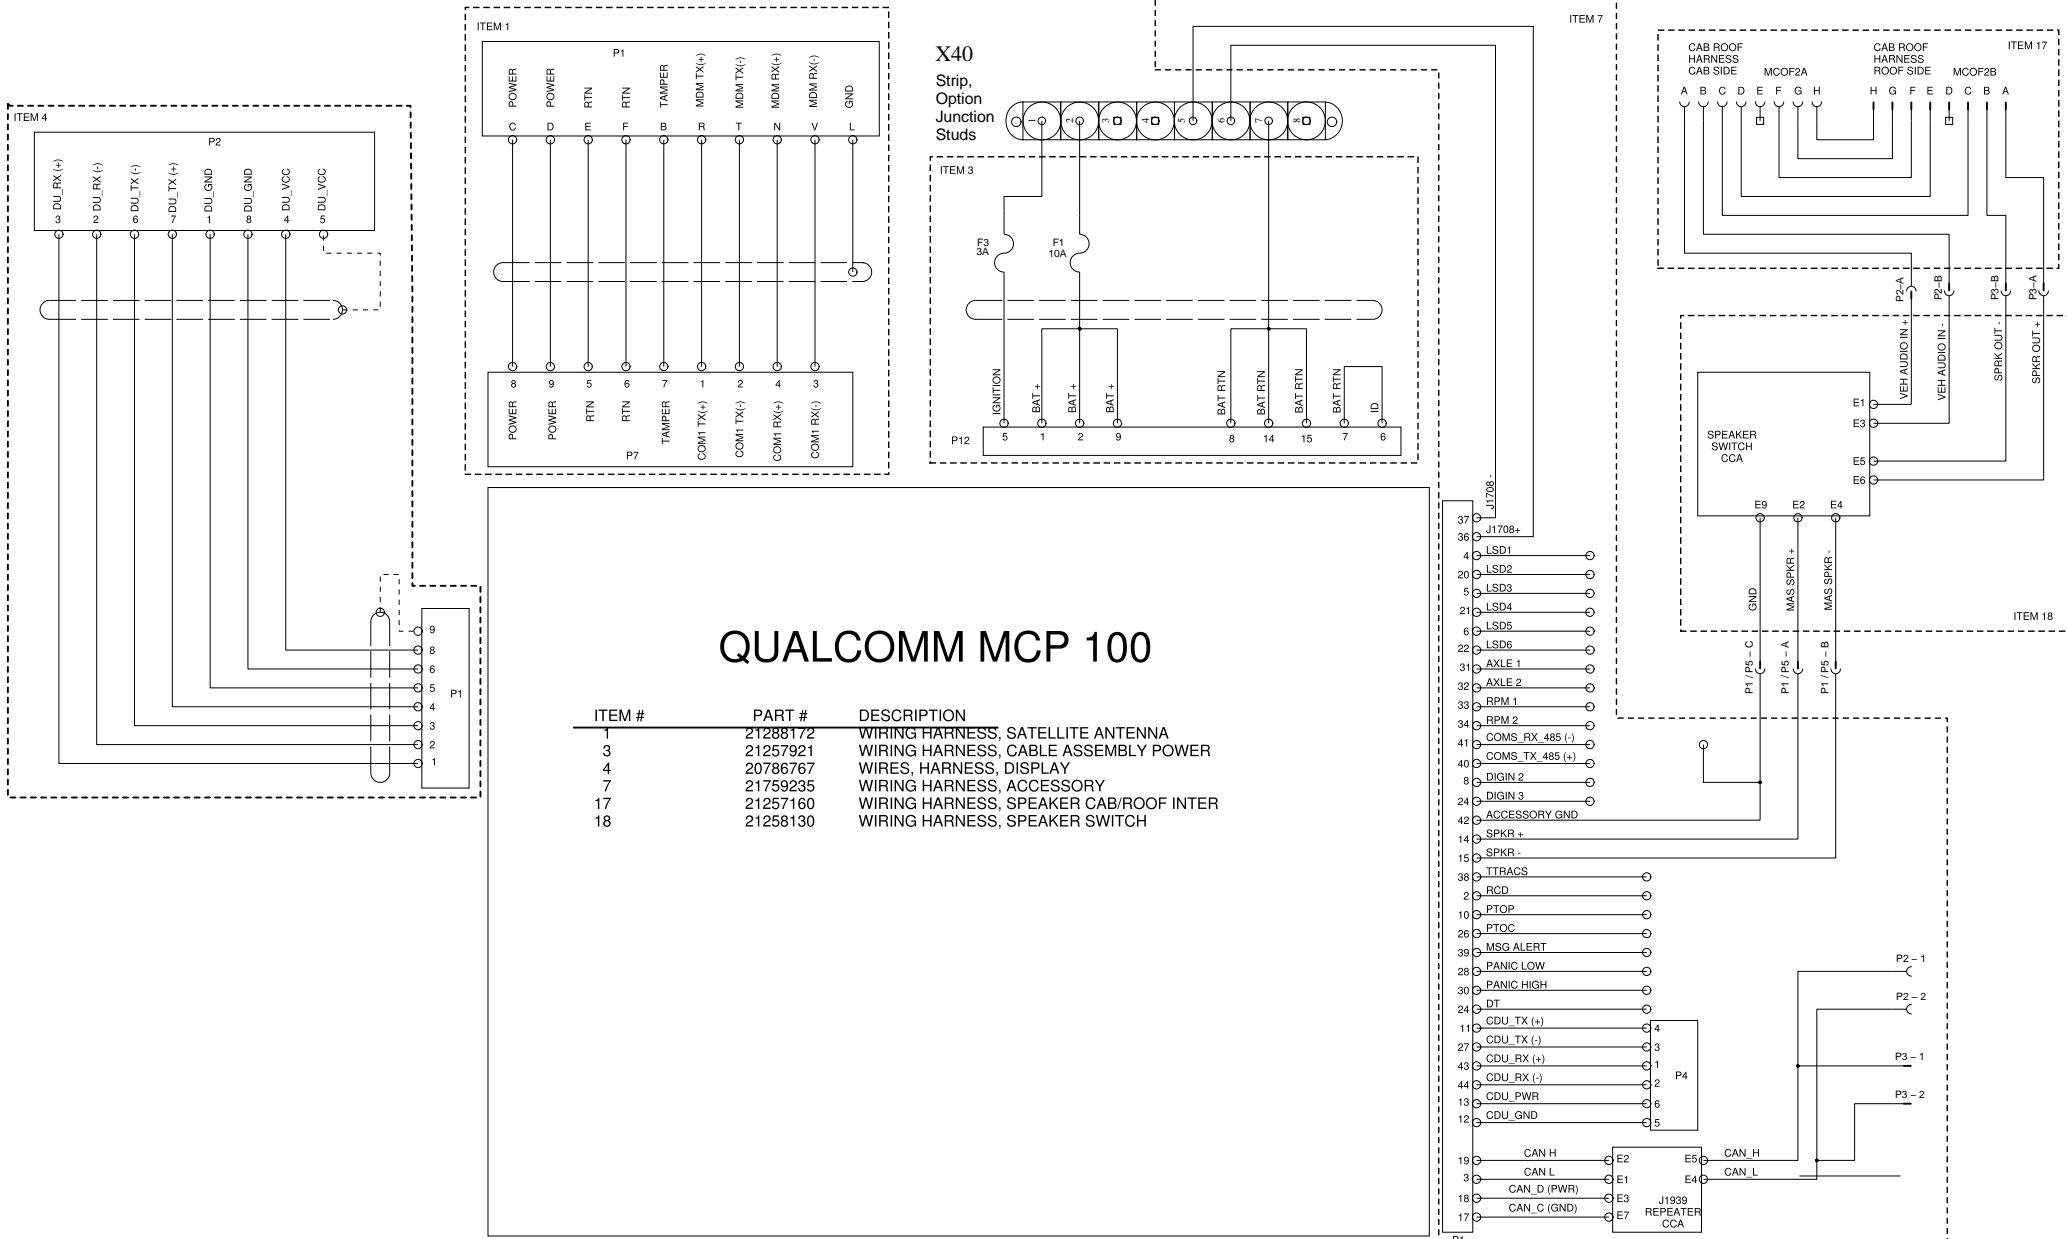 ITEM 4
P2
DU_RX (+)
DU_RX (-)
DU_TX (-)
DU_TX (+)
DU_GND
DU_GND
DU_VCC
DU_VCC
3 2 6 7 1 8 4 5
9
8
6
5
4
3
2
1
P1
ITEM 1
P1
POWER
POWER
RTN
RTN
TAMPER
MDM TX(+)
MDM TX(-)
MDM RX(+)
MDM RX(-)
GND
C D E F B R T N V L
8 9 5 6 7 1 2 4 3
POWER
POWER
RTN
RTN
TAMPER
COM1 TX(+)
COM1 TX(-)
COM1 RX(+)
COM1 RX(-)
P7
X40
Strip,
Option
Junction
Studs
1 2 3 4 5 6 7 8
ITEM 3
F3
3A
F1
10A
IGNITION
BAT +
BAT +
BAT +
BAT RTN
BAT RTN
BAT RTN
BAT RTN
ID
P12
5 1 2 9 8 14 15 7 6
QUALCOMM MCP 100
ITEM # PART # DESCRIPTION
1 21288172 WIRING HARNESS, SATELLITE ANTENNA
3 21257921 WIRING HARNESS, CABLE ASSEMBLY POWER
4 20786767 WIRES, HARNESS, DISPLAY
7 21759235 WIRING HARNESS, ACCESSORY
17 21257160 WIRING HARNESS, SPEAKER CAB/ROOF INTER
18 21258130 WIRING HARNESS, SPEAKER SWITCH
ITEM 7
J1708 -
37
36 J1708+
4 LSD1
20 LSD2
5 LSD3
21 LSD4
6 LSD5
22 LSD6
31 AXLE 1
32 AXLE 2
33 RPM 1
34 RPM 2
41 COMS_RX_485 (-)
40 COMS_TX_485 (+)
8 DIGIN 2
24 DIGIN 3
42 ACCESSORY GND
14 SPKR +
15 SPKR -
38 TTRACS
2 RCD
10 PTOP
26 PTOC
39 MSG ALERT
28 PANIC LOW
30 PANIC HIGH
24 DT
11 CDU_TX (+) 4
27 CDU_TX (-) 3
43 CDU_RX (+) 1
44 CDU_RX (-) 2
13 CDU_PWR 6
12 CDU_GND 5
P4
19 CAN H E2 E5 CAN_H
3 CAN L E1 E4 CAN_L
18 CAN_D (PWR) E3
17 CAN_C (GND) E7
J1939
REPEATER
CCA
P2 – 1
P2 – 2
P3 – 1
P3 – 2
ITEM 17
CAB ROOF
HARNESS
CAB SIDE
MCOF2A
CAB ROOF
HARNESS
ROOF SIDE
MCOF2B
A B C D E F G H
H G F E D C B A
P2–A
P2–B
P3–B
P3–A
VEH AUDIO IN +
VEH AUDIO IN -
SPRK OUT -
SPKR OUT +
SPEAKER
SWITCH
CCA
E1
E3
E5
E6
E9 E2 E4
GND
MAS SPKR +
MAS SPKR -
ITEM 18
P1 / P5 – C
P1 / P5 – A
P1 / P5 – B